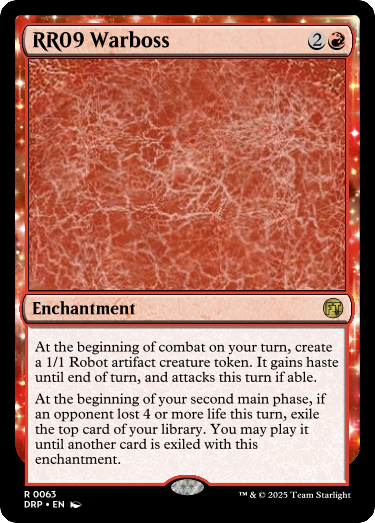 RR09 Warboss
2
Enchantment
FT
At the beginning of combat on your turn, create
a 1/1 Robot artifact creature token. It gains haste
until end of turn, and attacks this turn if able.
At the beginning of your second main phase, if
an opponent lost 4 or more life this turn, exile
the top card of your library. You may play it
until another card is exiled with this
enchantment.
R 0063
DRP • EN
™ & © 2025 Team Starlight